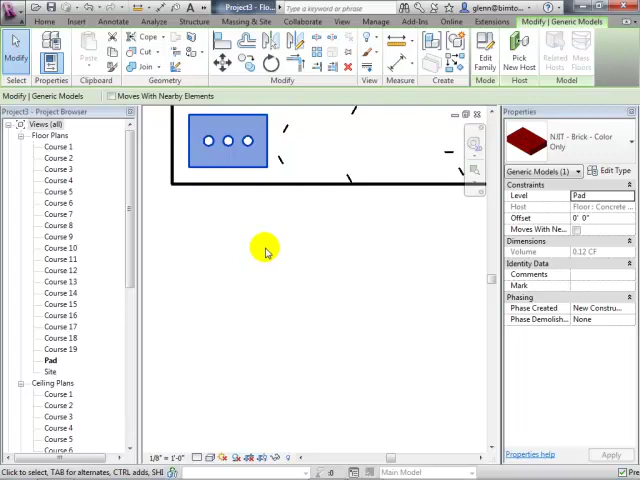 Project3 - Flo...
glenn@bimto...
Home Insert Annotate Structure Massing & Site Collaborate View Manage Add-Ins Online Extensions Modify | Generic Models
Modify
Cope
Cut
Join
Edit Family
Pick New Host
Related Hosts
Mass Floors
Select Properties Clipboard Geometry Modify View Measure Create Mode Model
Modify | Generic Models Moves With Nearby Elements
Project3 - Project Browser
Views (all)
Floor Plans
Course 1
Course 2
Course 3
Course 4
Course 5
Course 6
Course 7
Course 8
Course 9
Course 10
Course 11
Course 12
Course 13
Course 14
Course 15
Course 16
Course 17
Course 18
Course 19
Pad
Site
Ceiling Plans
Course 1
Course 2
Course 3
Course 4
Course 5
Course 6
Properties
NJIT - Brick - Color Only
Generic Models (1) Edit Type
Constraints
Level Pad
Host Floor : Concrete ...
Offset 0' 0"
Moves With Ne...
Dimensions
Volume 0.12 CF
Identity Data
Comments
Mark
Phasing
Phase Created New Constru...
Phase Demolish... None
Properties help Apply
1/8" = 1'-0"
Click to select, TAB for alternates, CTRL adds, SHI :0 Main Model Pre